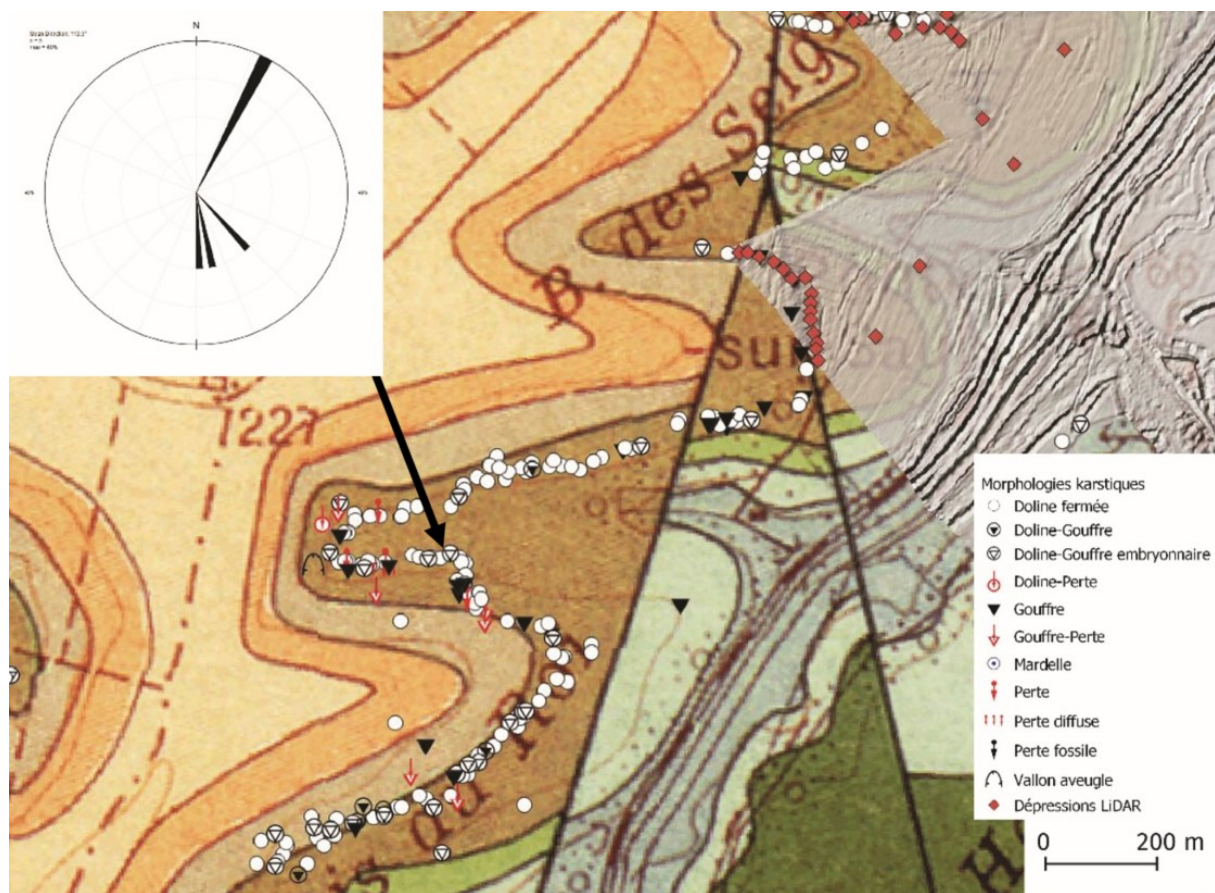 N
B. des Seig
sur
1227
du
H
Morphologies karstiques
Doline fermée
Doline-Gouffre
Doline-Gouffre embryonnaire
Doline-Perte
Gouffre
Gouffre-Perte
Mardelle
Perte
Perte diffuse
Perte fossile
Vallon aveugle
Dépressions LiDAR
0 200 m